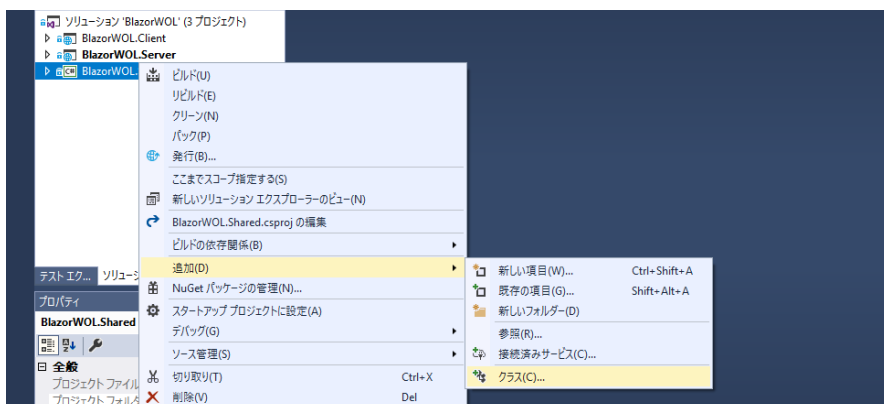 ソリューション 'BlazorWOL' (3 プロジェクト)
BlazorWOL.Client
BlazorWOL.Server
BlazorWOL.
ビルド(U)
リビルド(E)
クリーン(N)
パック(P)
発行(B)...
ここまでスコープ指定する(S)
新しいソリューション エクスプローラーのビュー(N)
BlazorWOL.Shared.csproj の編集
ビルドの依存関係(B)
追加(D)
NuGet パッケージの管理(N)...
スタートアップ プロジェクトに設定(A)
デバッグ(G)
ソース管理(S)
切り取り(T) Ctrl+X
削除(V) Del
新しい項目(W)... Ctrl+Shift+A
既存の項目(G)... Shift+Alt+A
新しいフォルダー(D)
参照(R)...
接続済みサービス(C)...
クラス(C)...
テスト エク... ソリューシ
プロパティ
BlazorWOL.Shared
全般
プロジェクト ファイル
プロジェクト フォルダ